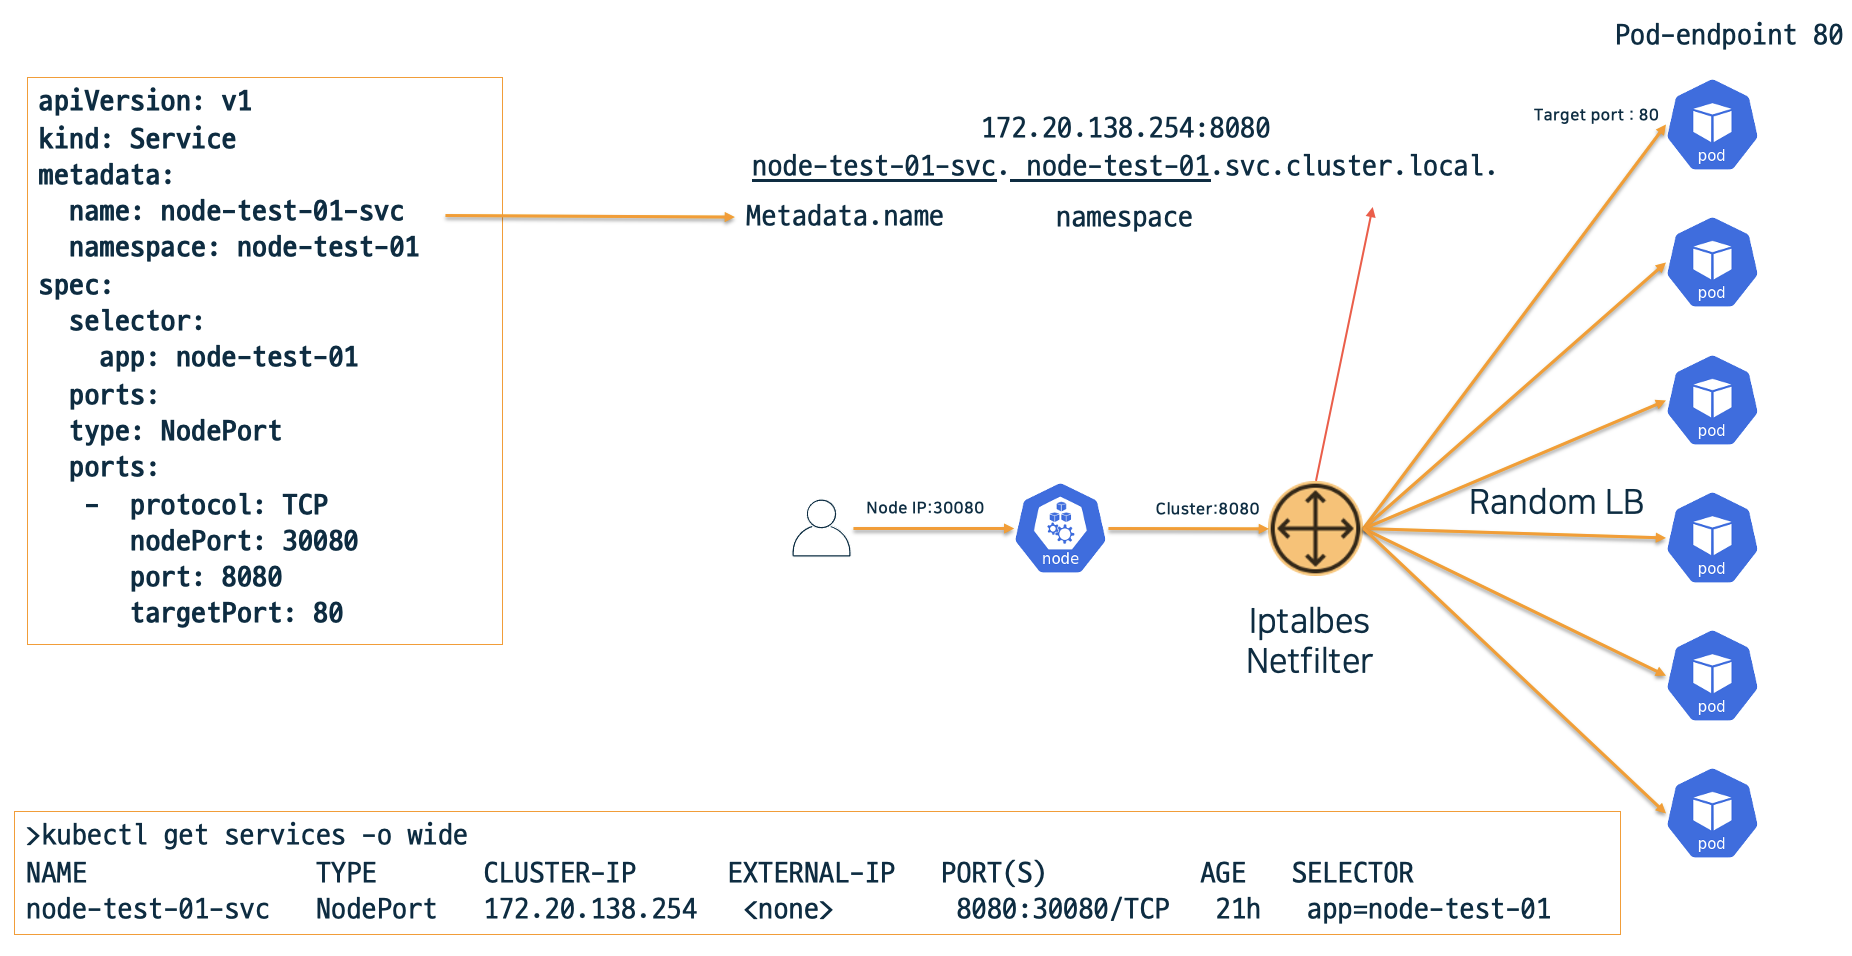 Pod-endpoint 80
apiVersion: v1
kind: Service
metadata:
  name: node-test-01-svc
  namespace: node-test-01
spec:
  selector:
    app: node-test-01
  ports:
  type: NodePort
  ports:
   -  protocol: TCP
      nodePort: 30080
      port: 8080
      targetPort: 80
172.20.138.254:8080
node-test-01-svc. node-test-01.svc.cluster.local.
Metadata.name
namespace
Target port : 80
pod
pod
pod
Random LB
Node IP:30080
node
Cluster:8080
Iptalbes
Netfilter
pod
pod
pod
>kubectl get services -o wide
NAME TYPE CLUSTER-IP EXTERNAL-IP PORT(S) AGE SELECTOR
node-test-01-svc NodePort 172.20.138.254 <none> 8080:30080/TCP 21h app=node-test-01